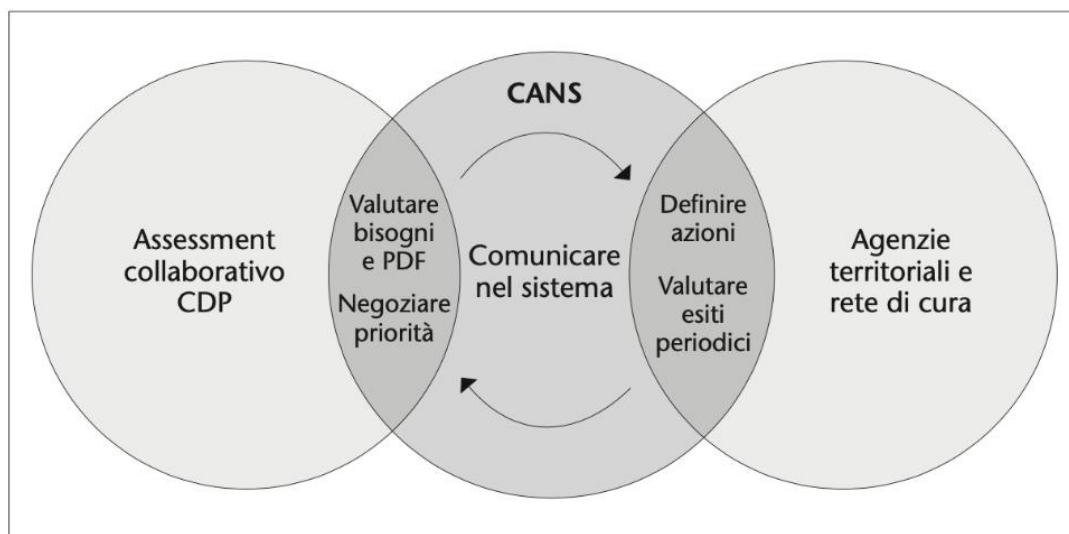 CANS
Assessment
collaborativo
CDP
Valutare
bisogni
e PDF
Negoziare
priorità
Comunicare
nel sistema
Definire
azioni
Valutare
esiti
periodici
Agenzie
territoriali e
rete di cura